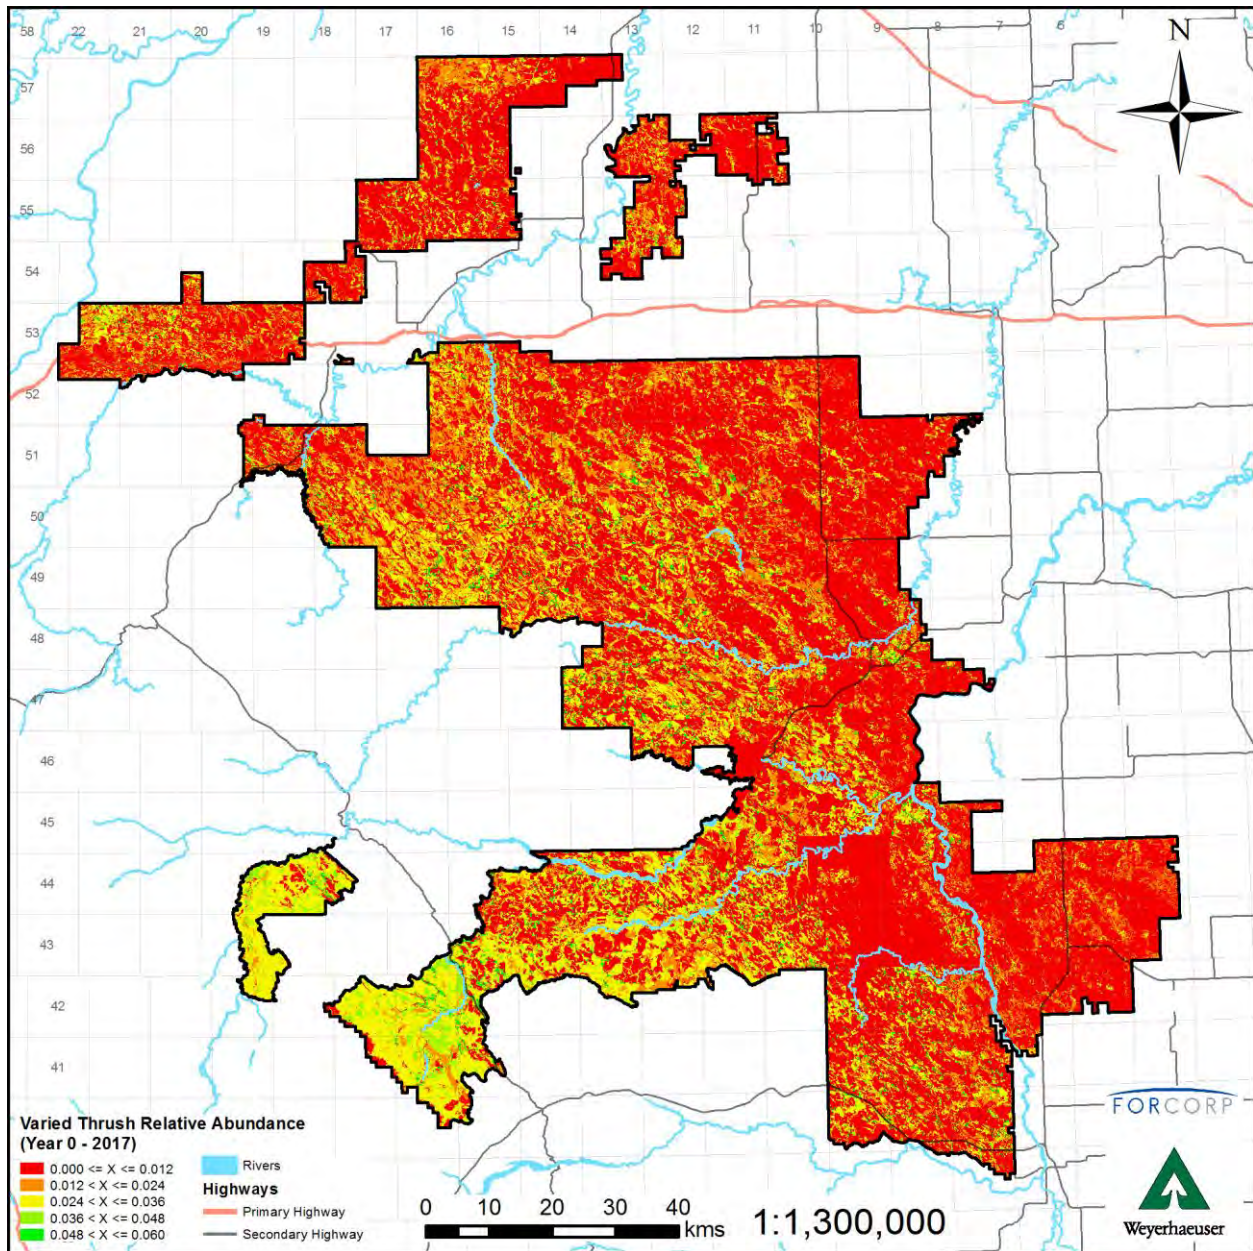 58 22 20 19 18 17 16 15 14 13 12 11 10 9 8 7 6
N
57
56
55
54
53
52
51
50
49
48
47
46
45
44
43
42
41
FORCORP
Varied Thrush Relative Abundance
(Year 0 - 2017)
0.000 <= X <= 0.012
0.012 < X <= 0.024
0.024 < X <= 0.036
0.036 < X <= 0.048
0.048 < X <= 0.060
Rivers
Highways
Primary Highway
Secondary Highway
0 10 20 30 40
kms
1:1,300,000
Weyerhaeuser